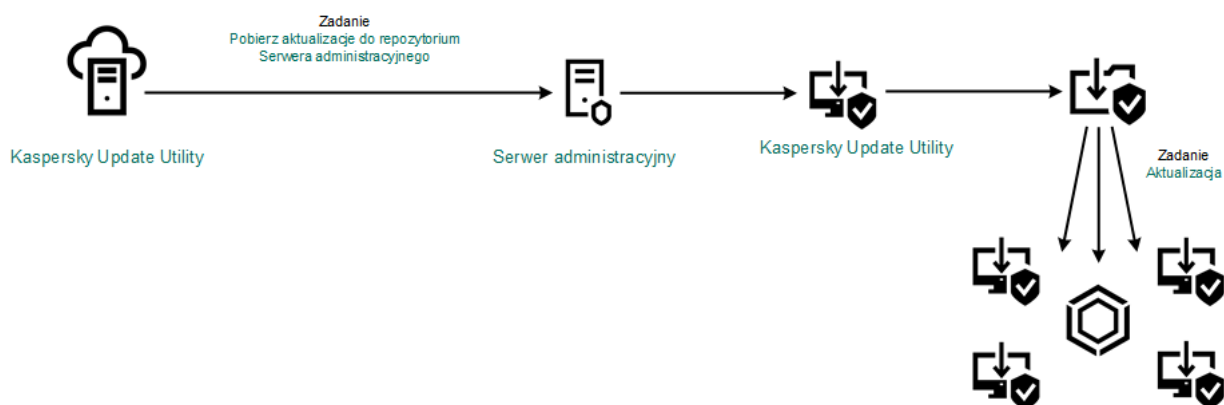 Zadanie
Pobierz aktualizacje do repozytorium
Serwera administracyjnego
Kaspersky Update Utility
Serwer administracyjny
Kaspersky Update Utility
Zadanie
Aktualizacja